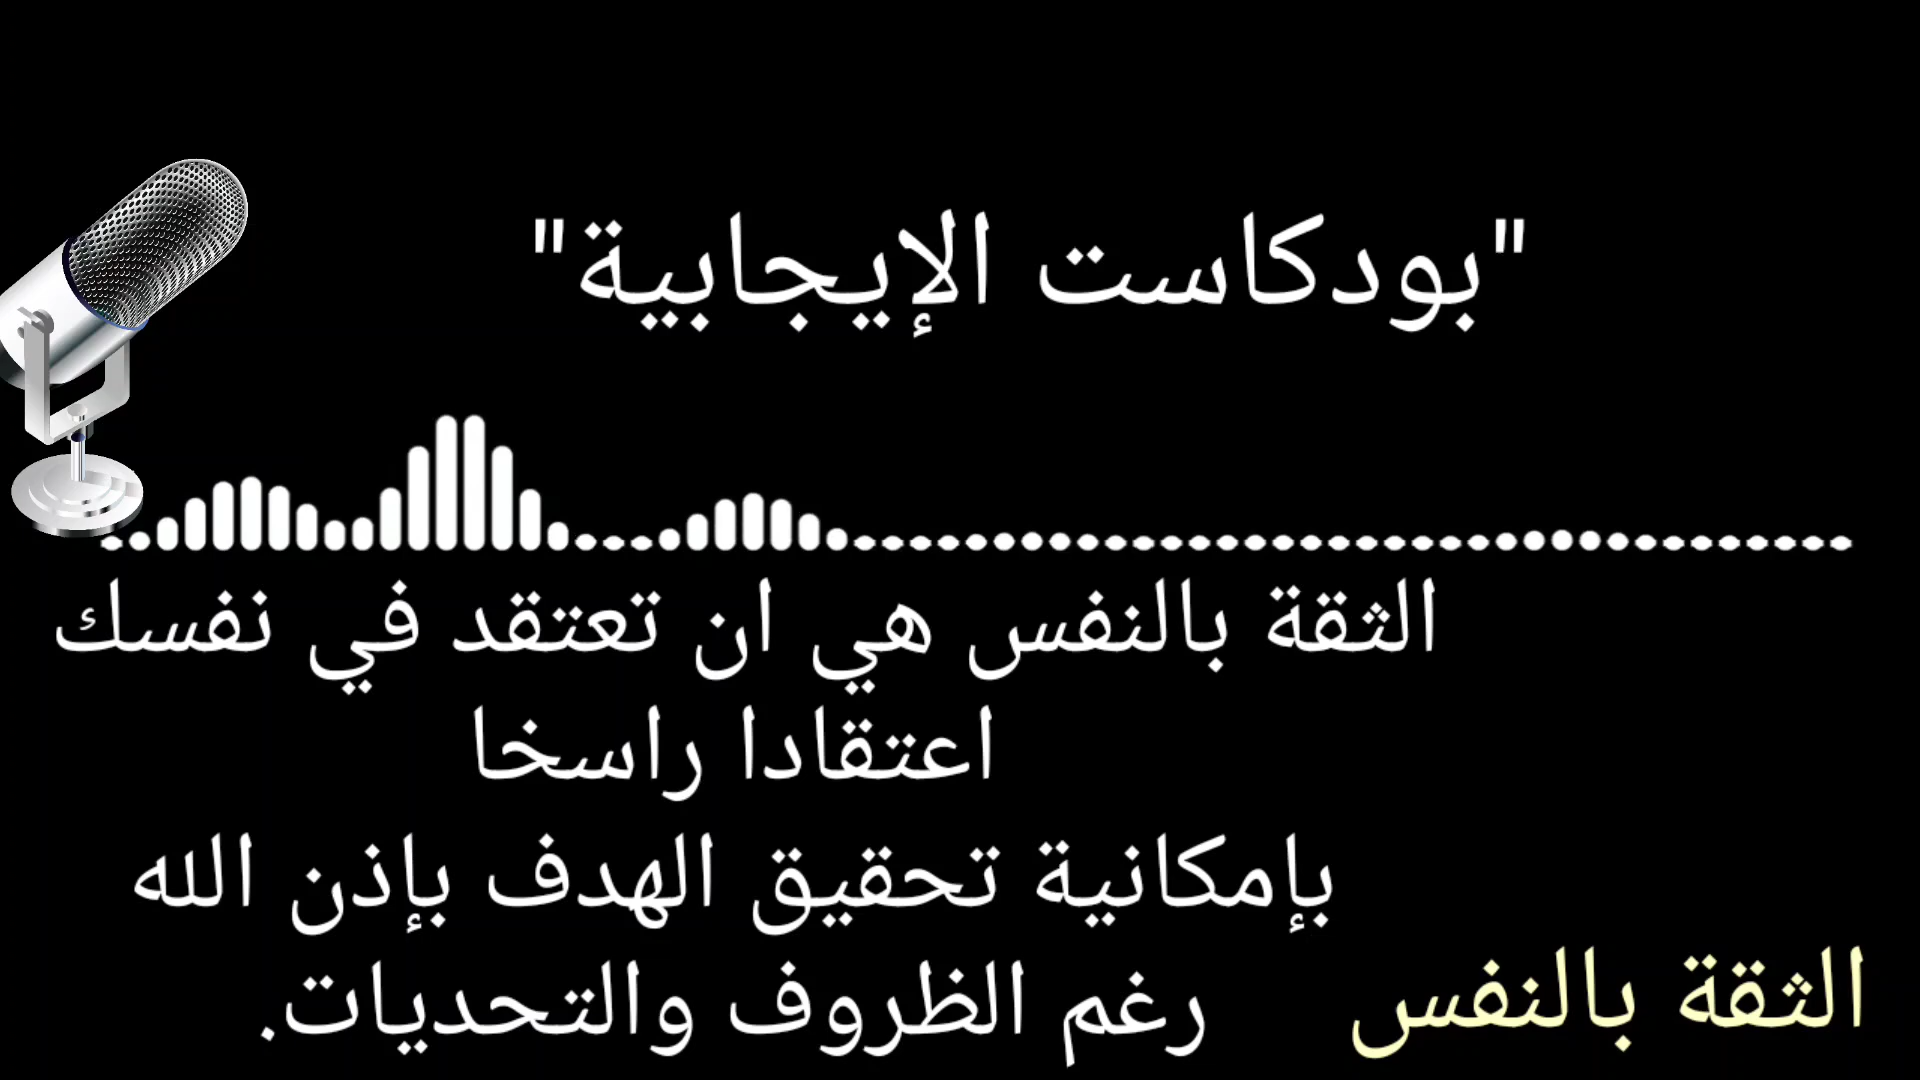 "بودكاست الإيجابية"
الثقة بالنفس هي ان تعتقد في نفسك
اعتقادا راسخا
بإمكانية تحقيق الهدف بإذن الله
رغم الظروف والتحديات.
الثقة بالنفس